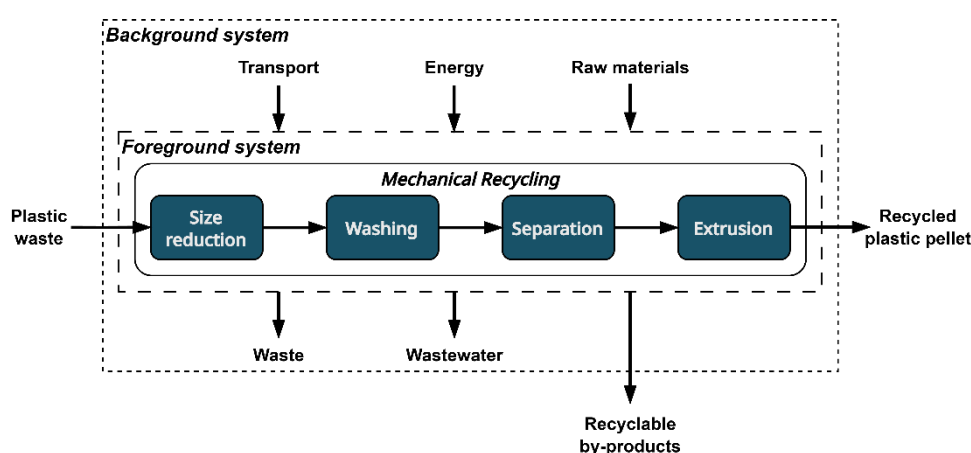 Background system
Transport
Energy
Raw materials
Foreground system
Mechanical Recycling
Plastic
waste
Size
reduction
Washing
Separation
Extrusion
Recycled
plastic pellet
Waste
Wastewater
Recyclable
by-products